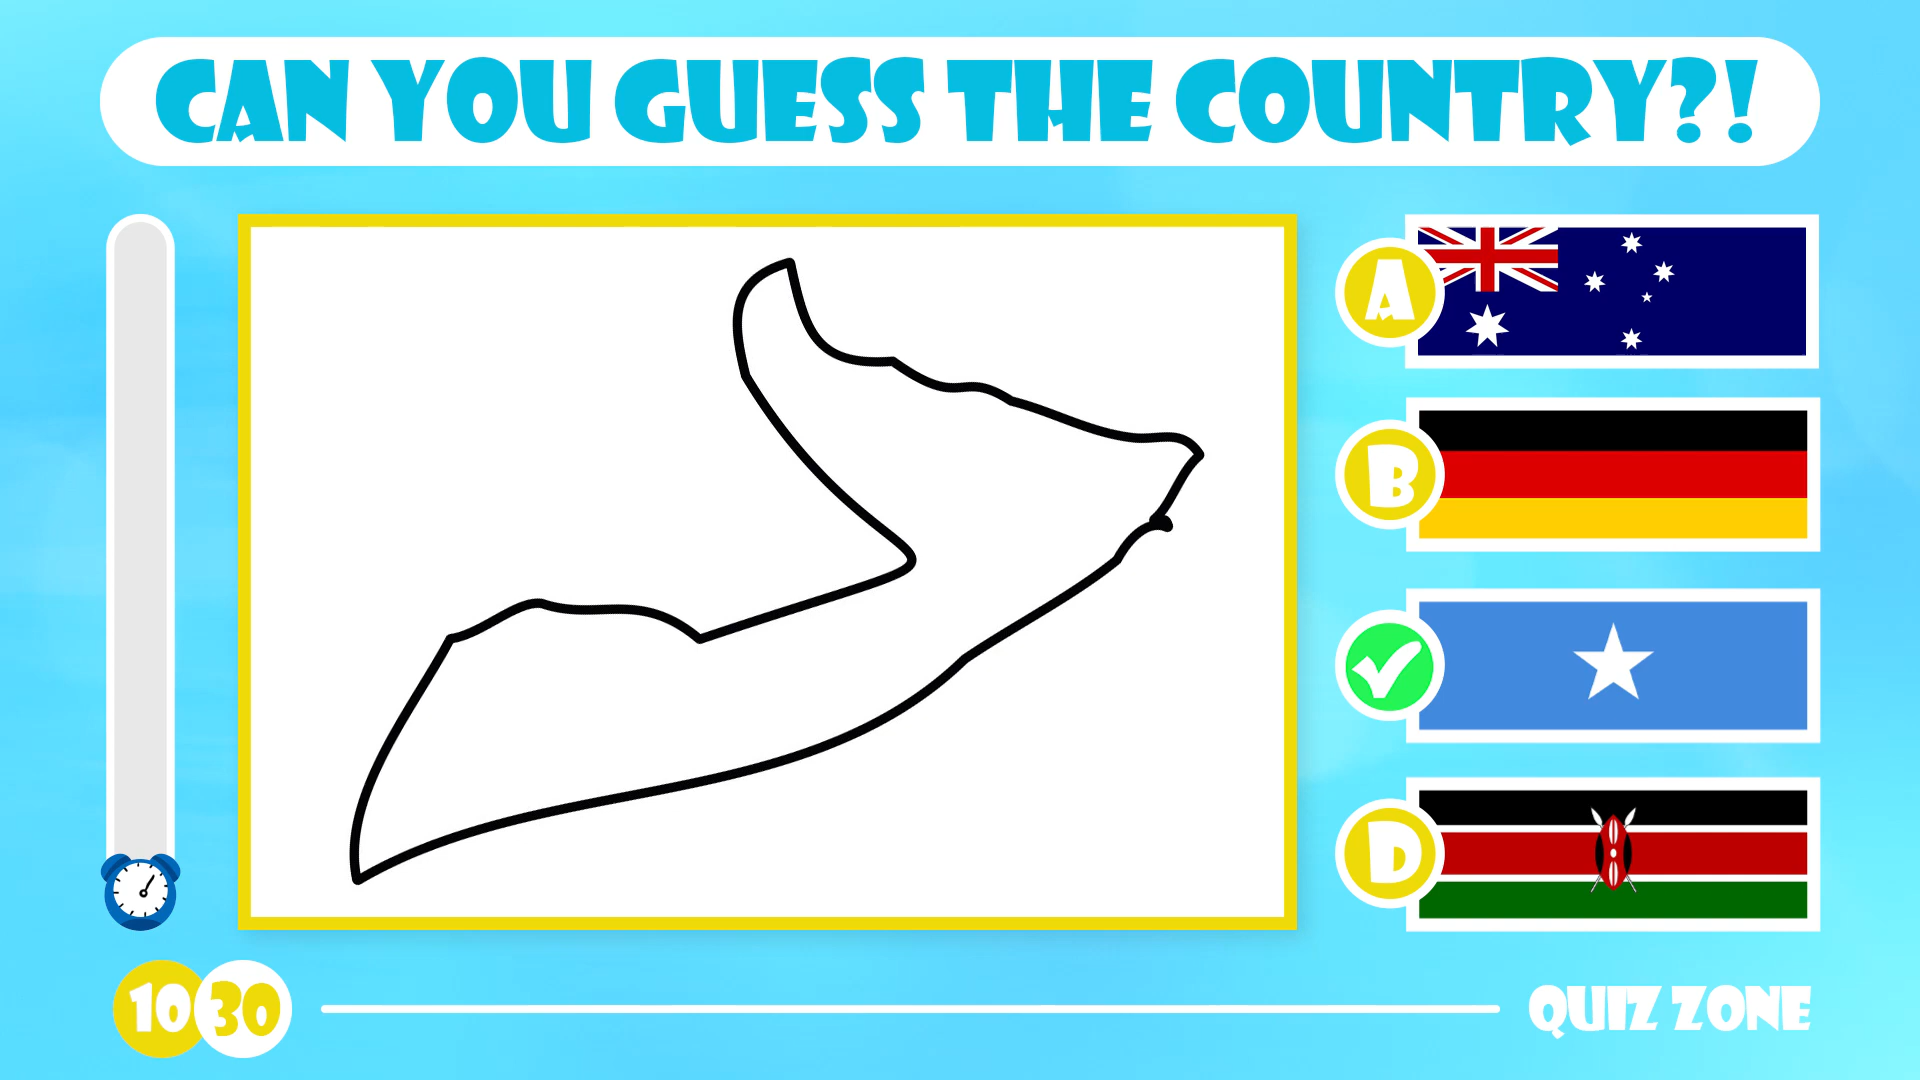 CAN YOU GUESS THE COUNTRY?!
A
B
D
10 30
QUIZ ZONE